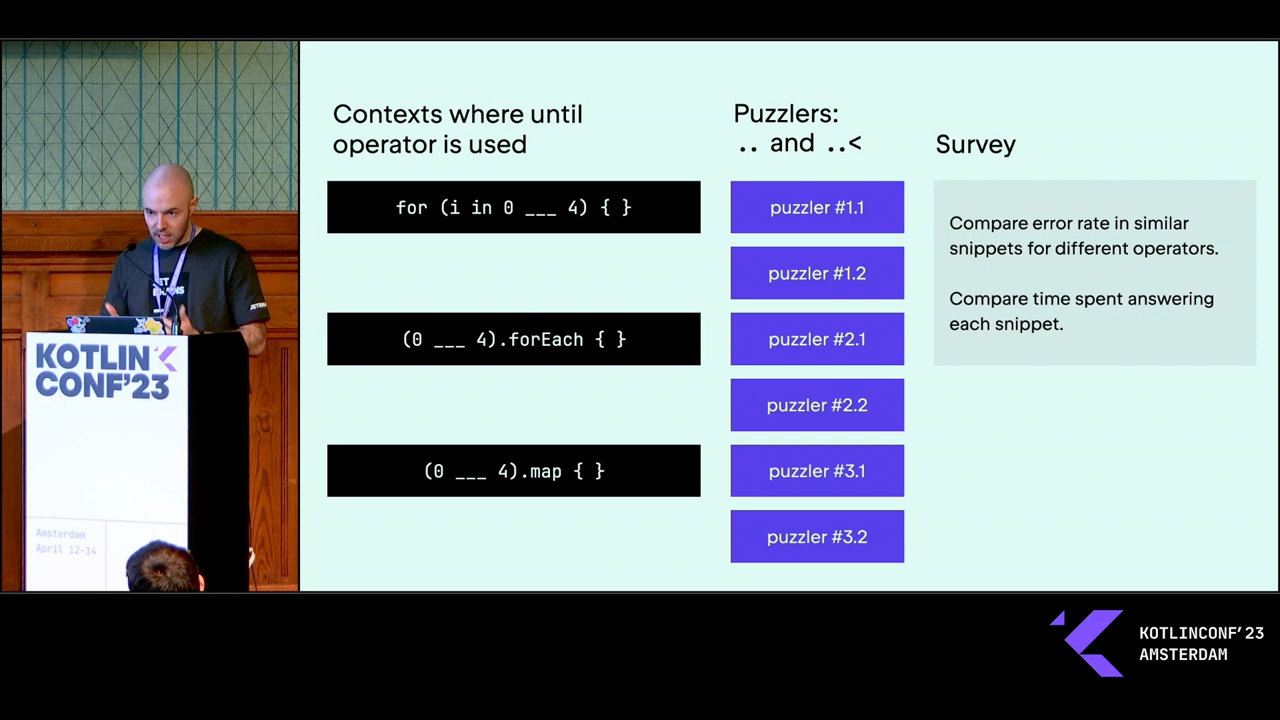 Contexts where until
operator is used
for (i in 0 ___ 4) { }
(0 ___ 4).forEach { }
(0 ___ 4).map { }
Puzzlers:
.. and ..<
puzzler #1.1
puzzler #1.2
puzzler #2.1
puzzler #2.2
puzzler #3.1
puzzler #3.2
Survey
Compare error rate in similar
snippets for different operators.
Compare time spent answering
each snippet.
KOTLIN
CONF'23
Amsterdam
April 12-14
KOTLINCONF'23
AMSTERDAM